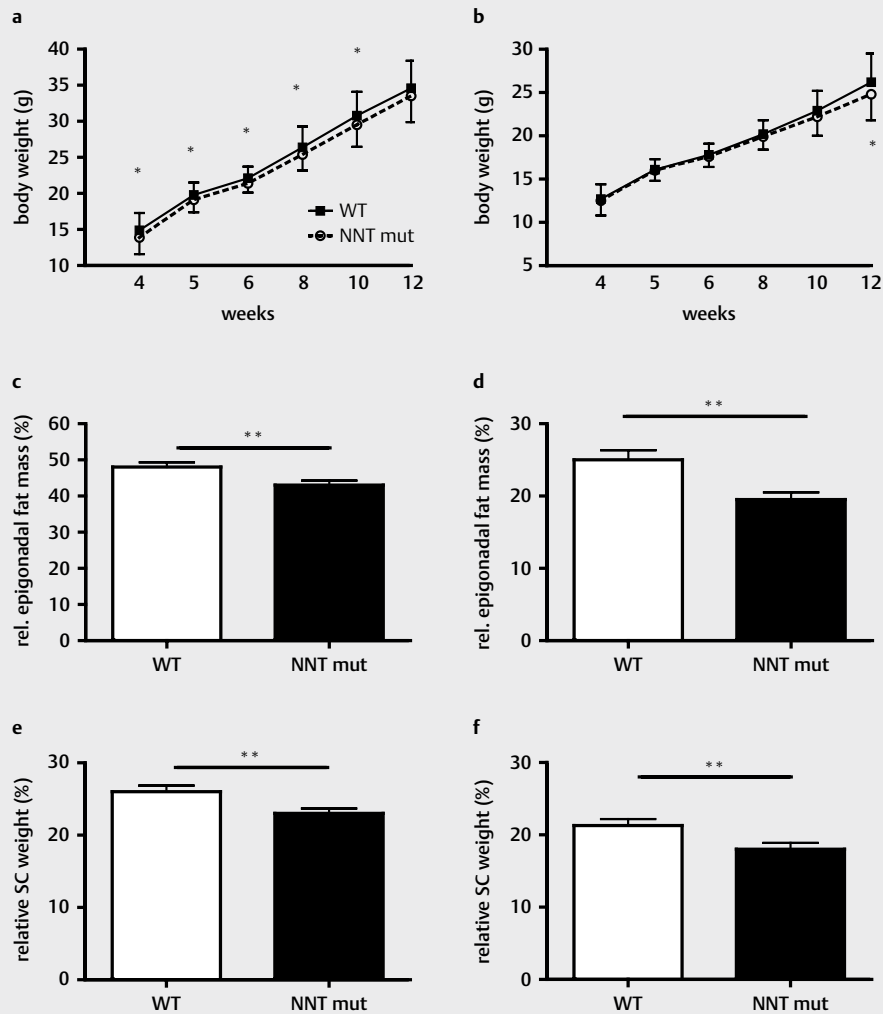 a
body weight (g)
40
35
30
25
20
15
10
*
*
*
*
*
WT
NNT mut
4 5 6 8 10 12
weeks
b
body weight (g)
30
25
20
15
10
5
*
4 5 6 8 10 12
weeks
c
rel. epigonadal fat mass (%)
60
50
40
30
20
10
0
**
WT NNT mut
d
rel. epigonadal fat mass (%)
30
20
10
0
**
WT NNT mut
e
relative SC weight (%)
30
20
10
0
**
WT NNT mut
f
relative SC weight (%)
30
20
10
0
**
WT NNT mut